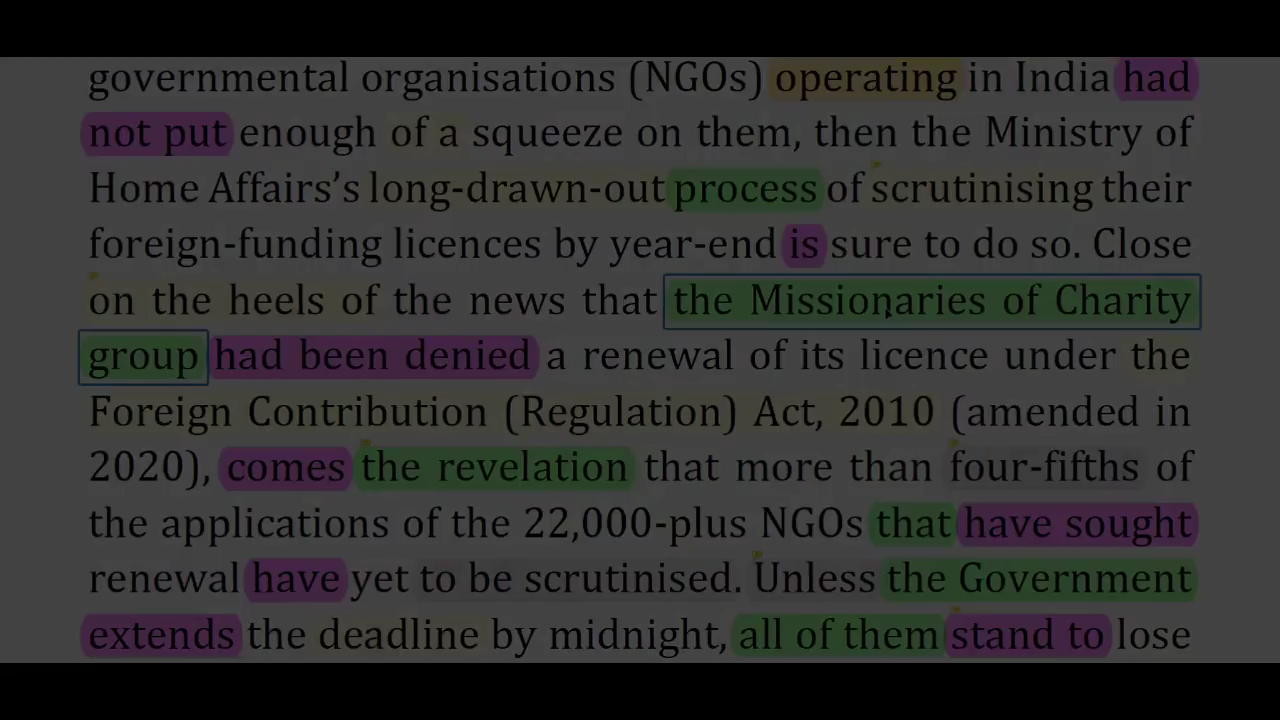 governmental organisations (NGOs) operating in India had
not put enough of a squeeze on them, then the Ministry of
Home Affairs’s long-drawn-out process of scrutinising their
foreign-funding licences by year-end is sure to do so. Close
on the heels of the news that the Missionaries of Charity
group had been denied a renewal of its licence under the
Foreign Contribution (Regulation) Act, 2010 (amended in
2020), comes the revelation that more than four-fifths of
the applications of the 22,000-plus NGOs that have sought
renewal have yet to be scrutinised. Unless the Government
extends the deadline by midnight, all of them stand to lose